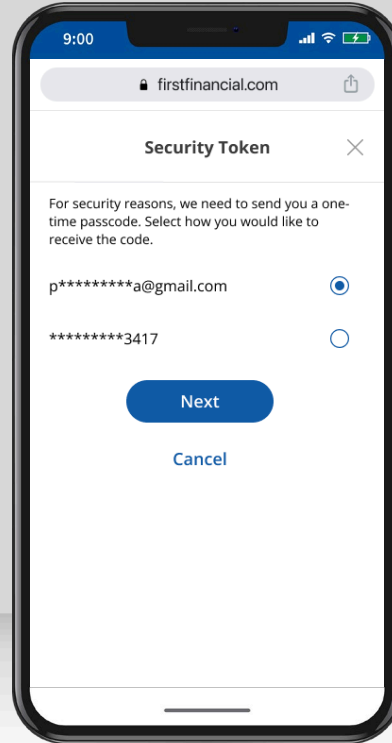 9:00
firstfinancial.com
Security Token
For security reasons, we need to send you a one-
time passcode. Select how you would like to
receive the code.
p*********a@gmail.com
*********3417
Next
Cancel